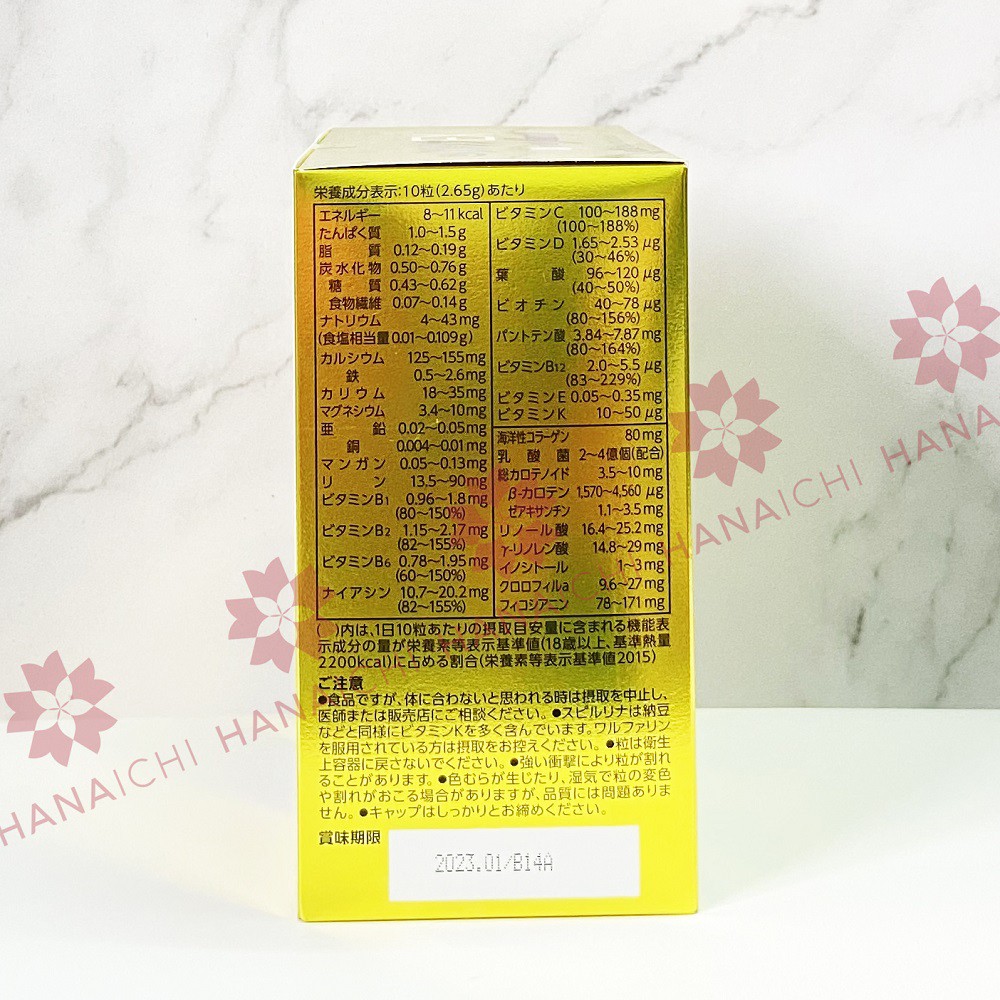 栄養成分表示:10粒(2.65g)あたり
エネルギー 8～11kcal
たんぱく質 1.0～1.5g
脂質 0.12～0.19g
炭水化物 0.50～0.76g
糖質 0.43～0.62g
食物繊維 0.07～0.14g
ナトリウム 4～43mg
(食塩相当量0.01～0.109g)
カルシウム 125～155mg
鉄 0.5～2.6mg
カリウム 18～35mg
マグネシウム 3.4～10mg
亜鉛 0.02～0.05mg
銅 0.004～0.01mg
マンガン 0.05～0.13mg
リン 13.5～90mg
ビタミンB1 0.96～1.8mg
(80～150%)
ビタミンB2 1.15～2.17mg
(82～155%)
ビタミンB6 0.78～1.95mg
(60～150%)
ナイアシン 10.7～20.2mg
(82～155%)
ビタミンC 100～188mg
(100～188%)
ビタミンD 1.65～2.53μg
(30～46%)
葉酸 96～120μg
(40～50%)
ビオチン 40～78μg
(80～156%)
パントテン酸 3.84～7.87mg
(80～164%)
ビタミンB12 2.0～5.5μg
(83～229%)
ビタミンE 0.05～0.35mg
ビタミンK 10～50μg
海洋性コラーゲン 80mg
乳酸菌 2～4億個(配合)
総カロテノイド 3.5～10mg
β-カロテン 1,570～4,560μg
ゼアキサンチン 1.1～3.5mg
リノール酸 16.4～25.2mg
γ-リノレン酸 14.8～29mg
イノシトール 1～3mg
クロロフィルa 9.6～27mg
フィコシアニン 78～171mg
( )内は、1日10粒あたりの摂取目安量に含まれる機能表
示成分の量が栄養素等表示基準値(18歳以上、基準熱量
2200kcal)に占める割合(栄養素等表示基準値2015)
ご注意
●食品ですが、体に合わないと思われる時は摂取を中止し、
医師または販売店にご相談ください。●スピルリナは納豆
などと同様にビタミンKを多く含んでいます。ワルファリン
を服用されている方は摂取をお控えください。●粒は衛生
上容器に戻さないでください。●強い衝撃により粒が割れ
ることがあります。●色むらが生じたり、湿気で粒の変色
や割れがおこる場合がありますが、品質には問題ありま
せん。●キャップはしっかりとお締めください。
賞味期限
2023.01/B14A
HANAICHI
HANAICHI
HANAICHI
HANAICHI